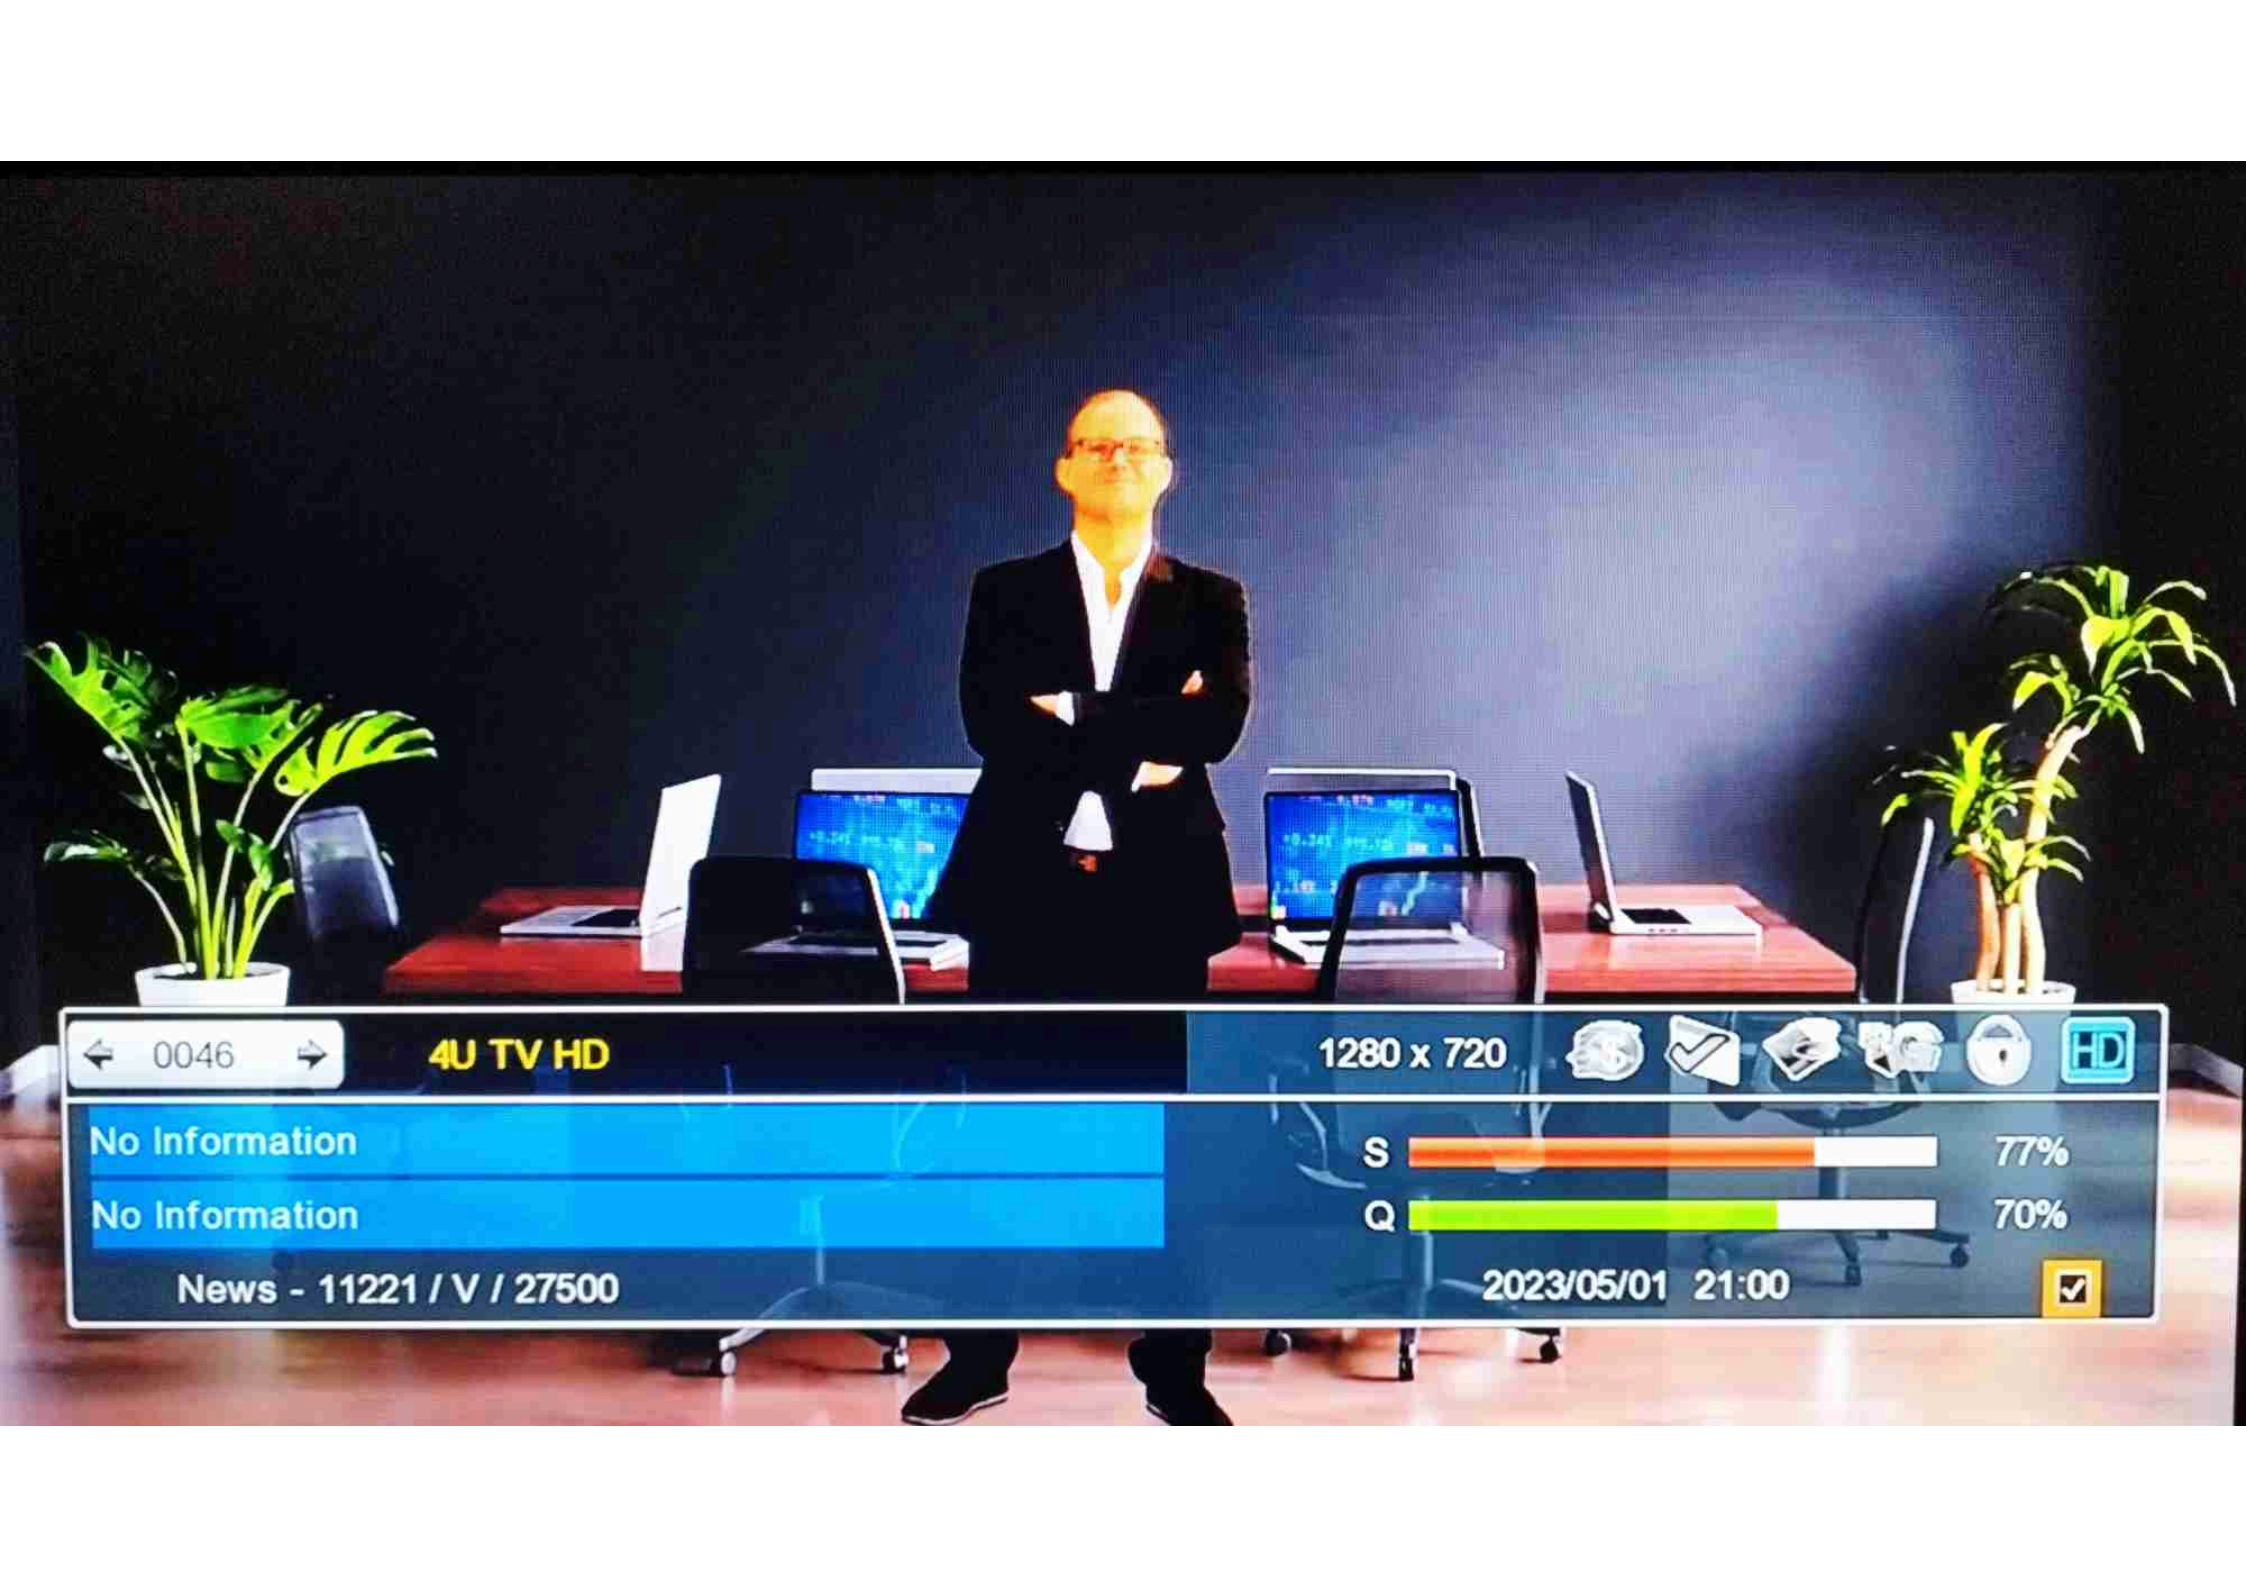 0046 4U TV HD 1280 x 720 HD
No Information
S 77%
No Information
Q 70%
News - 11221 / V / 27500 2023/05/01 21:00